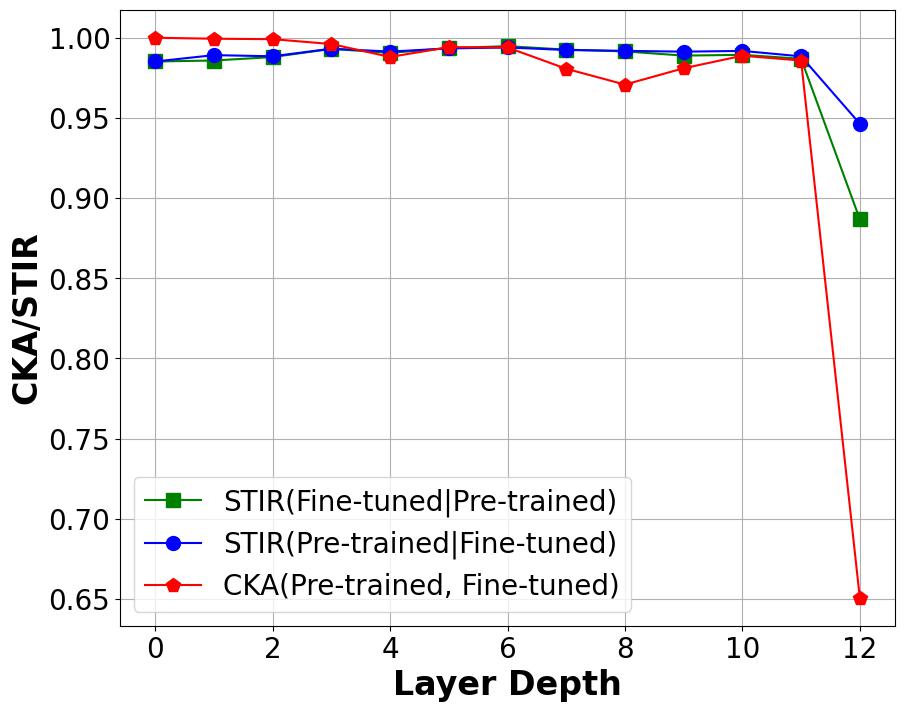 1.00
0.95
0.90
0.85
0.80
0.75
0.70
0.65
CKA/STIR
STIR(Fine-tuned|Pre-trained)
STIR(Pre-trained|Fine-tuned)
CKA(Pre-trained, Fine-tuned)
0 2 4 6 8 10 12
Layer Depth